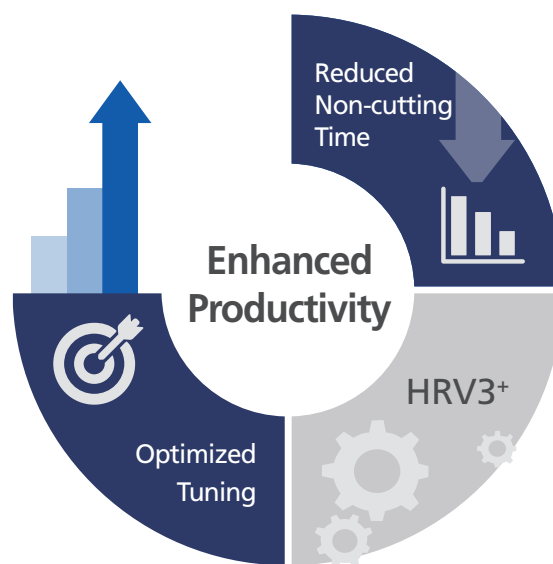 Reduced
Non-cutting
Time
Enhanced
Productivity
HRV3⁺
Optimized
Tuning